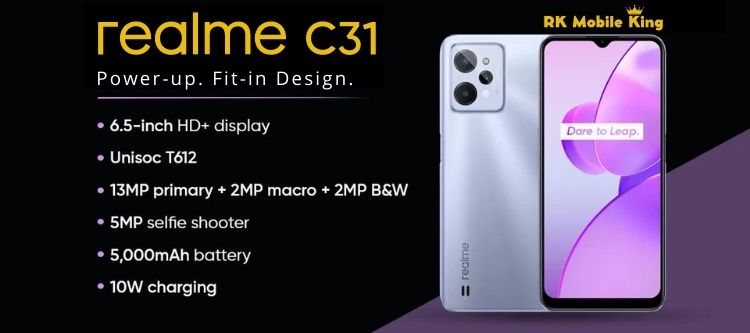 realme C31
RK Mobile King
Power-up. Fit-in Design.
• 6.5-inch HD+ display
• Unisoc T612
• 13MP primary + 2MP macro + 2MP B&W
• 5MP selfie shooter
• 5,000mAh battery
• 10W charging
Dare to Leap.
realme